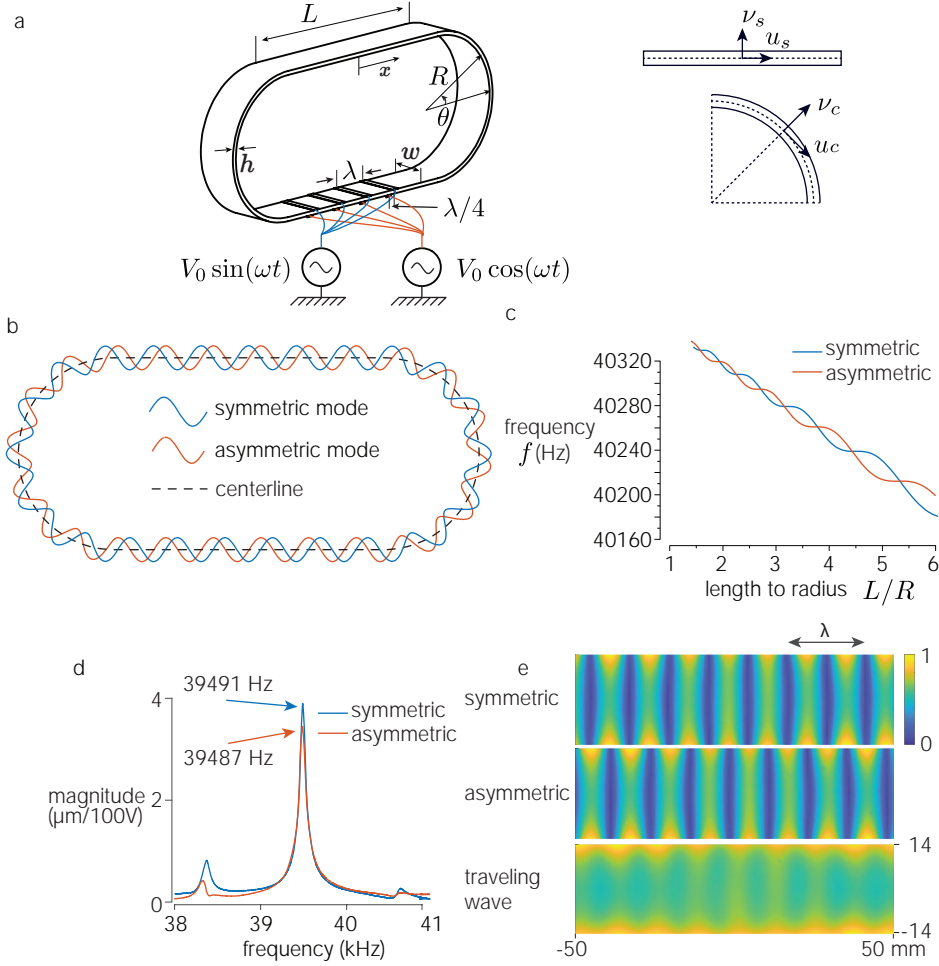 a
L
x
R
θ
h
w
λ
λ/4
V₀ sin(ωt)
V₀ cos(ωt)
νₛ
uₛ
ν_c
u_c
b
symmetric mode
asymmetric mode
centerline
c
symmetric
asymmetric
frequency
f (Hz)
40320
40280
40240
40200
40160
1 2 3 4 5 6
length to radius L/R
d
39491 Hz
39487 Hz
symmetric
asymmetric
magnitude
(µm/100V)
4
2
0
38 39 40 41
frequency (kHz)
e
λ
symmetric
1
0
asymmetric
traveling
wave
14
-14
-50 50 mm